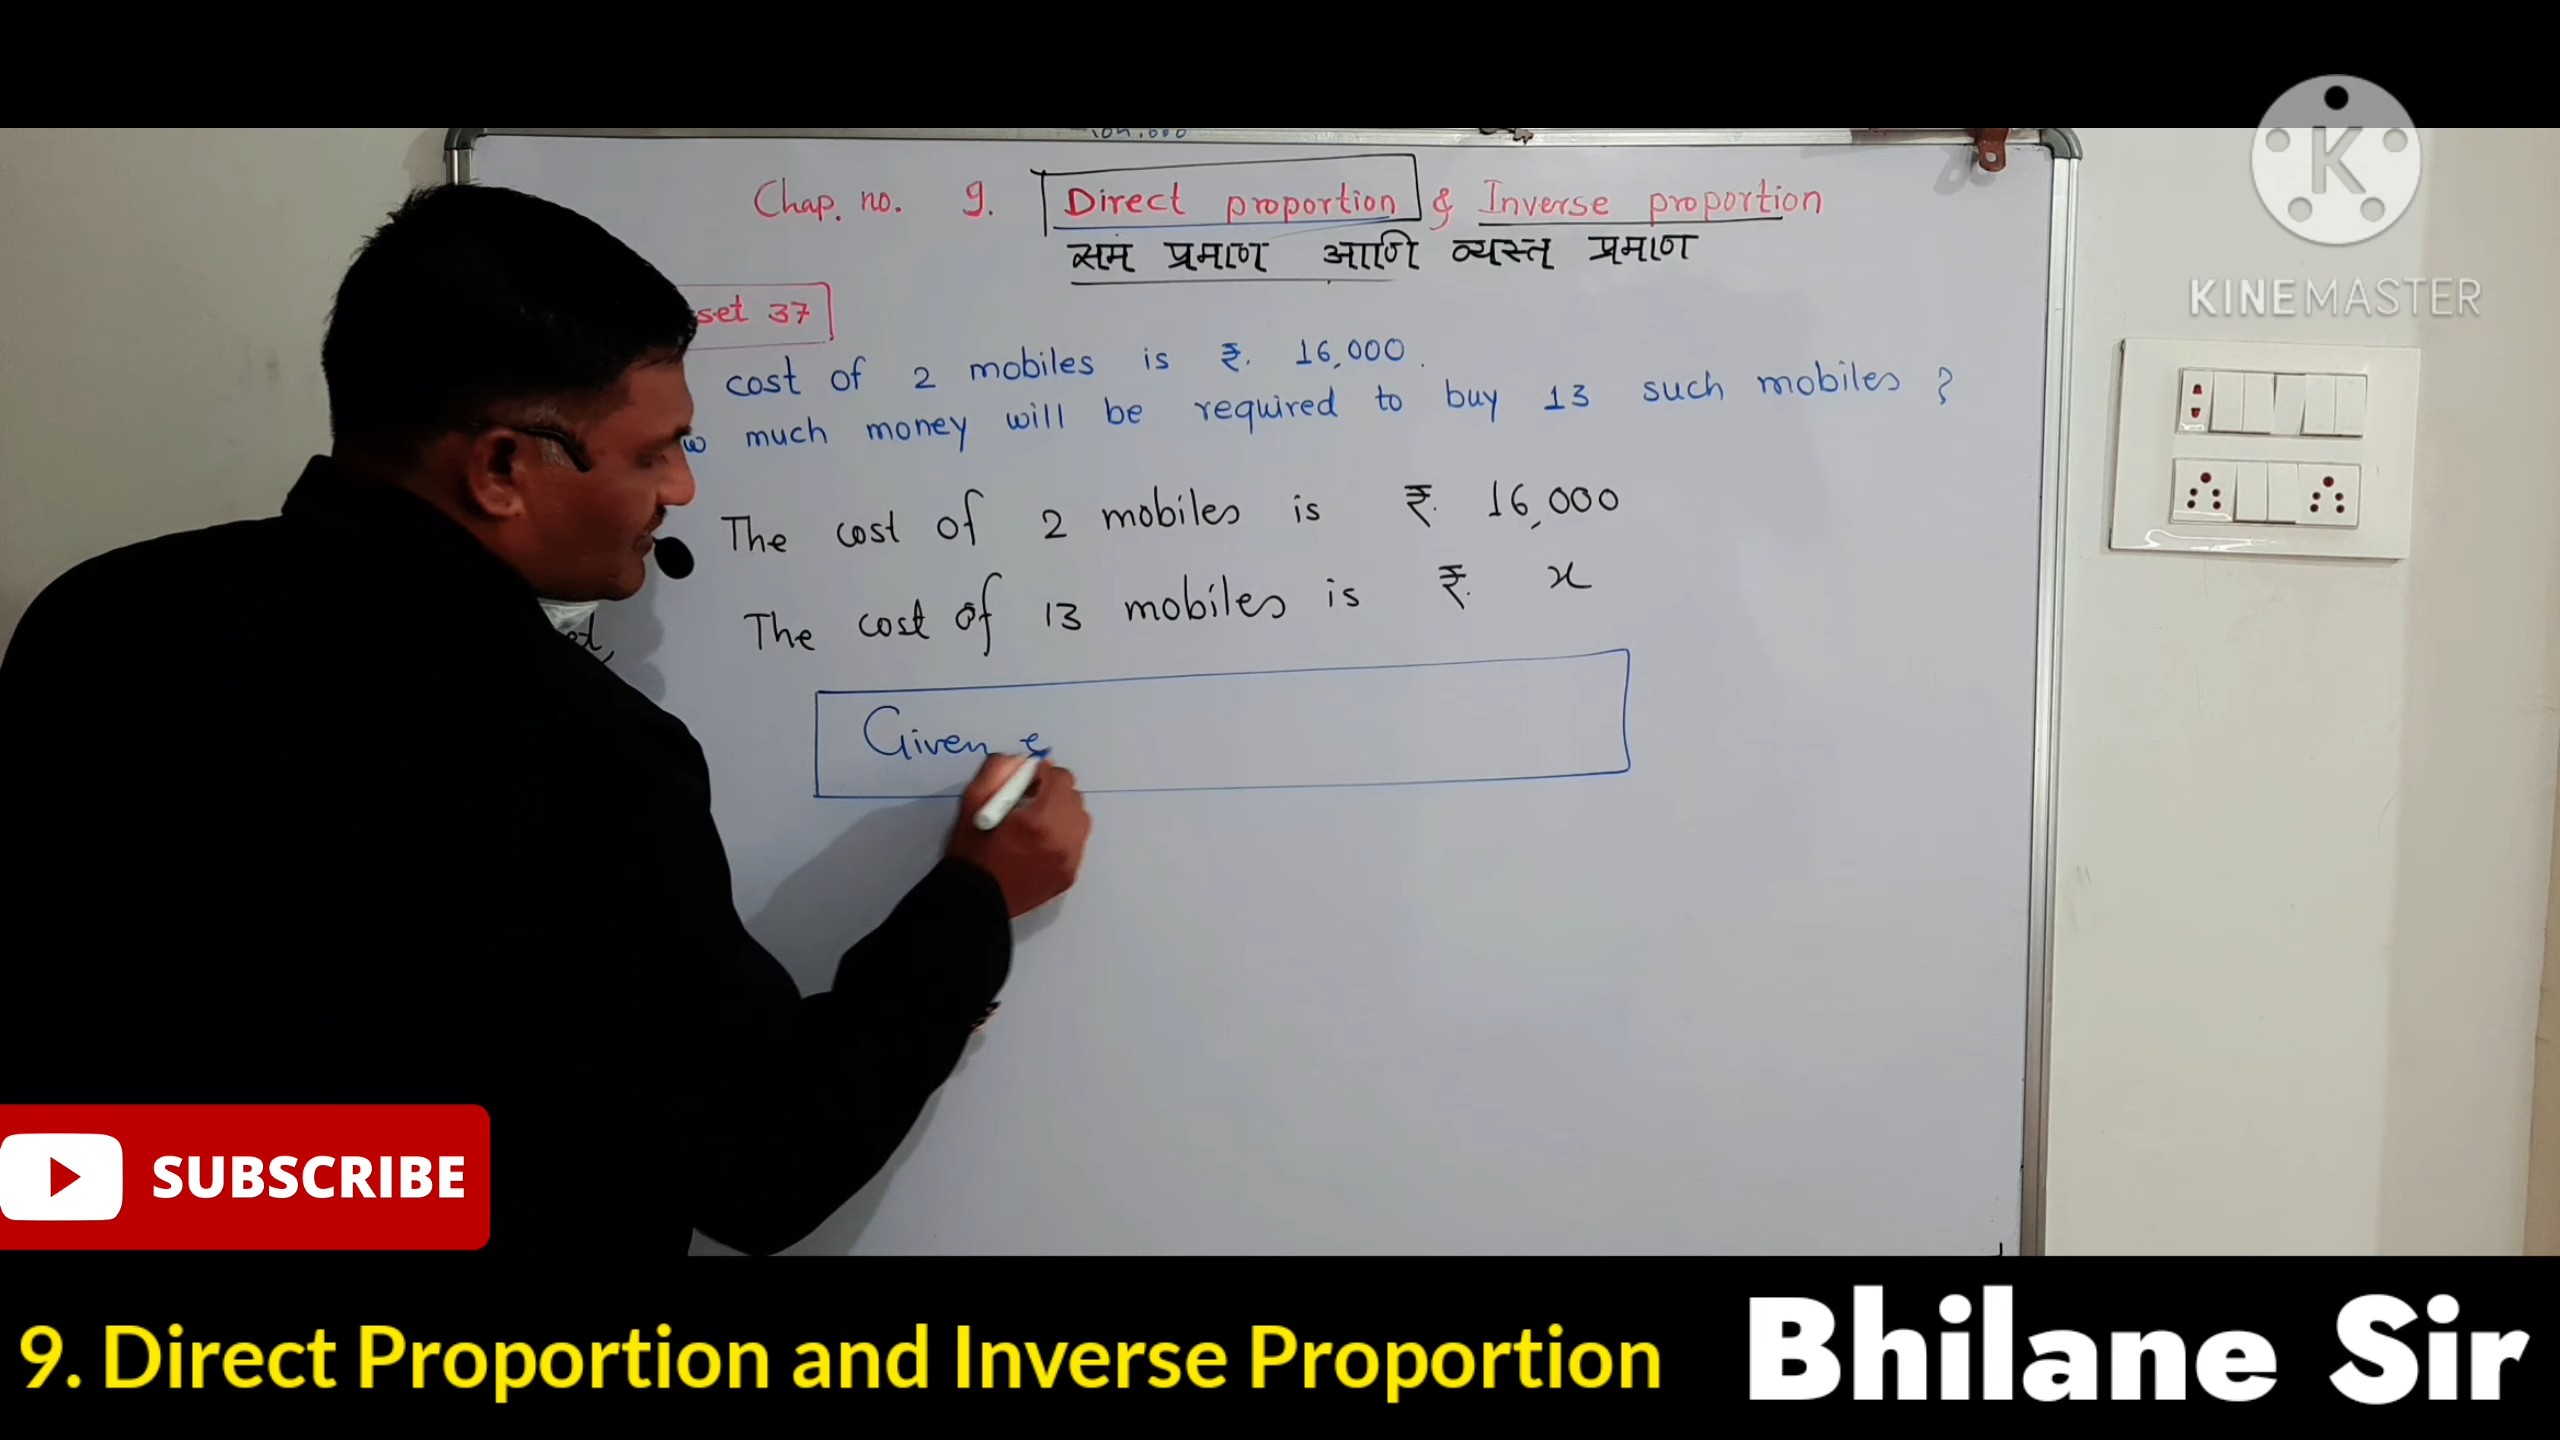 Chap. no. 9. Direct proportion & Inverse proportion
सम प्रमाण आणि व्यस्त प्रमाण
set 37
cost of 2 mobiles is ₹. 16,000.
much money will be required to buy 13 such mobiles ?
The cost of 2 mobiles is ₹. 16,000
The cost of 13 mobiles is ₹. x
Given
KINEMASTER
SUBSCRIBE
9. Direct Proportion and Inverse Proportion Bhilane Sir